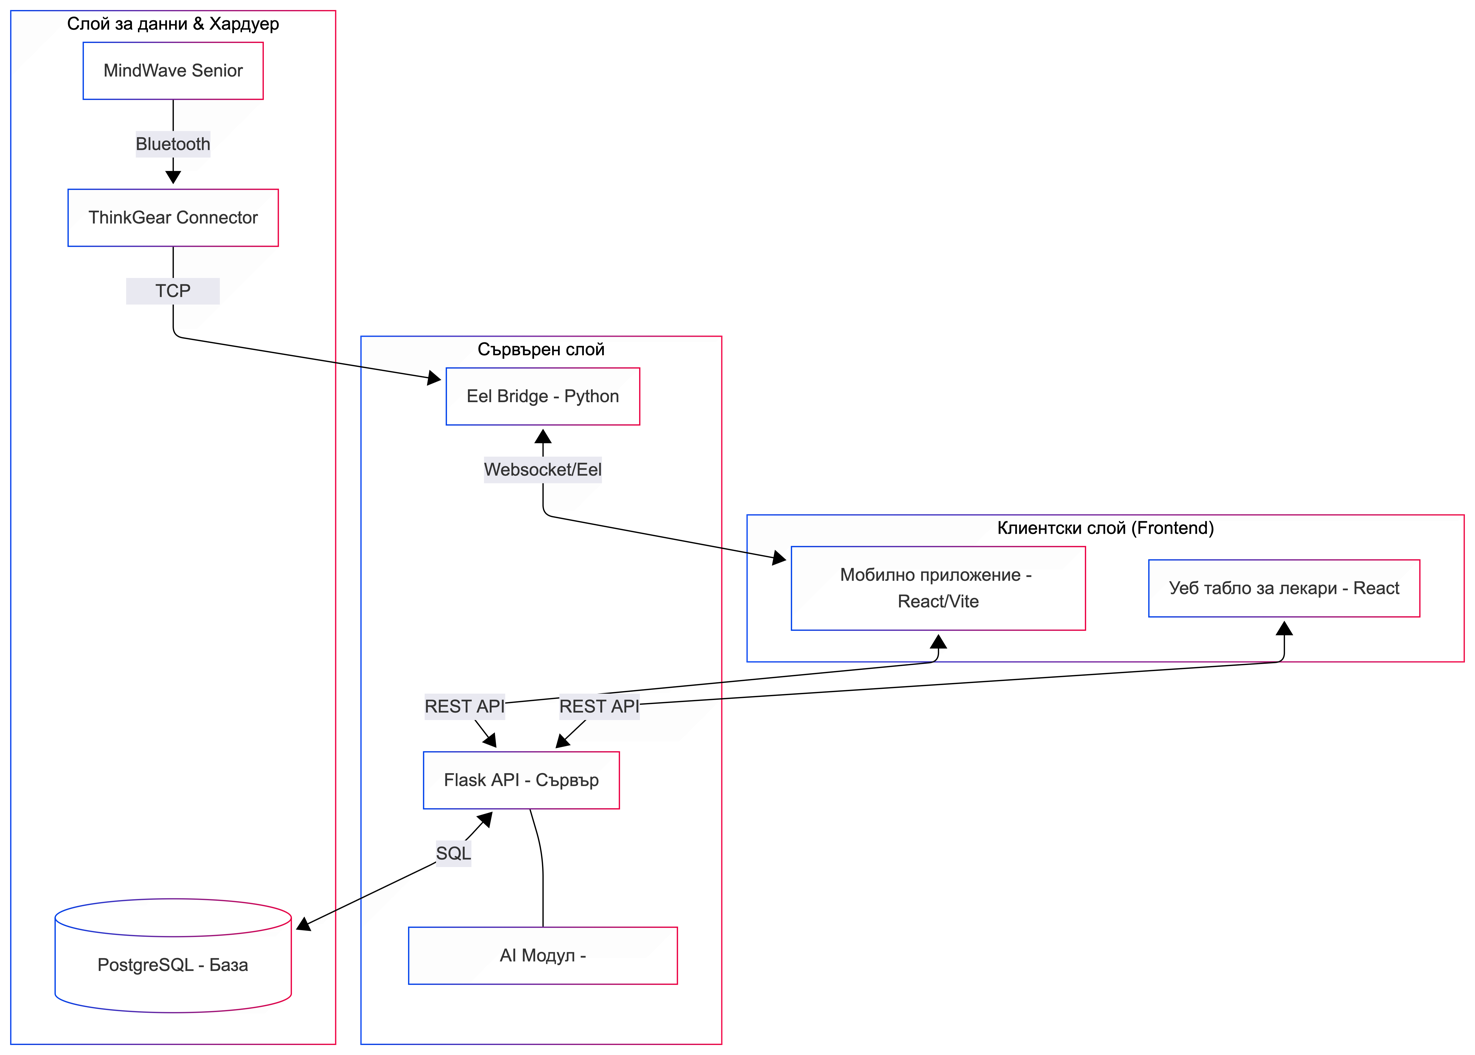 Слой за данни & Хардуер
MindWave Senior
Bluetooth
ThinkGear Connector
TCP
Сървърен слой
Eel Bridge - Python
Websocket/Eel
Клиентски слой (Frontend)
Мобилно приложение -
React/Vite
Уеб табло за лекари - React
REST API
REST API
Flask API - Сървър
SQL
AI Модул -
PostgreSQL - База